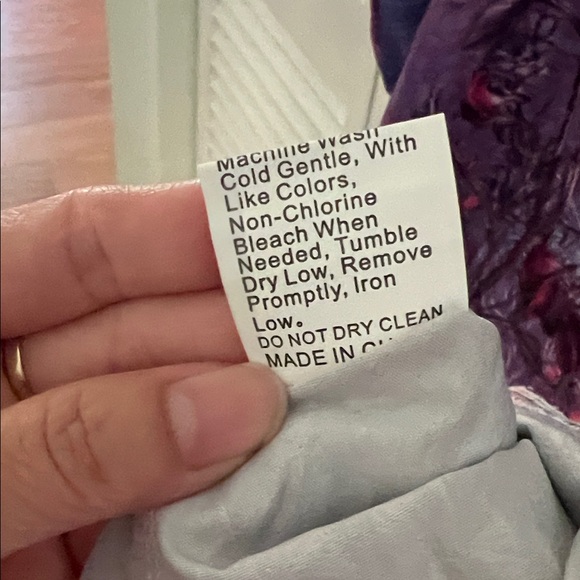 Machine Wash
Cold Gentle, With
Like Colors,
Non-Chlorine
Bleach When
Needed, Tumble
Dry Low, Remove
Promptly, Iron
Low。
DO NOT DRY CLEAN
MADE IN